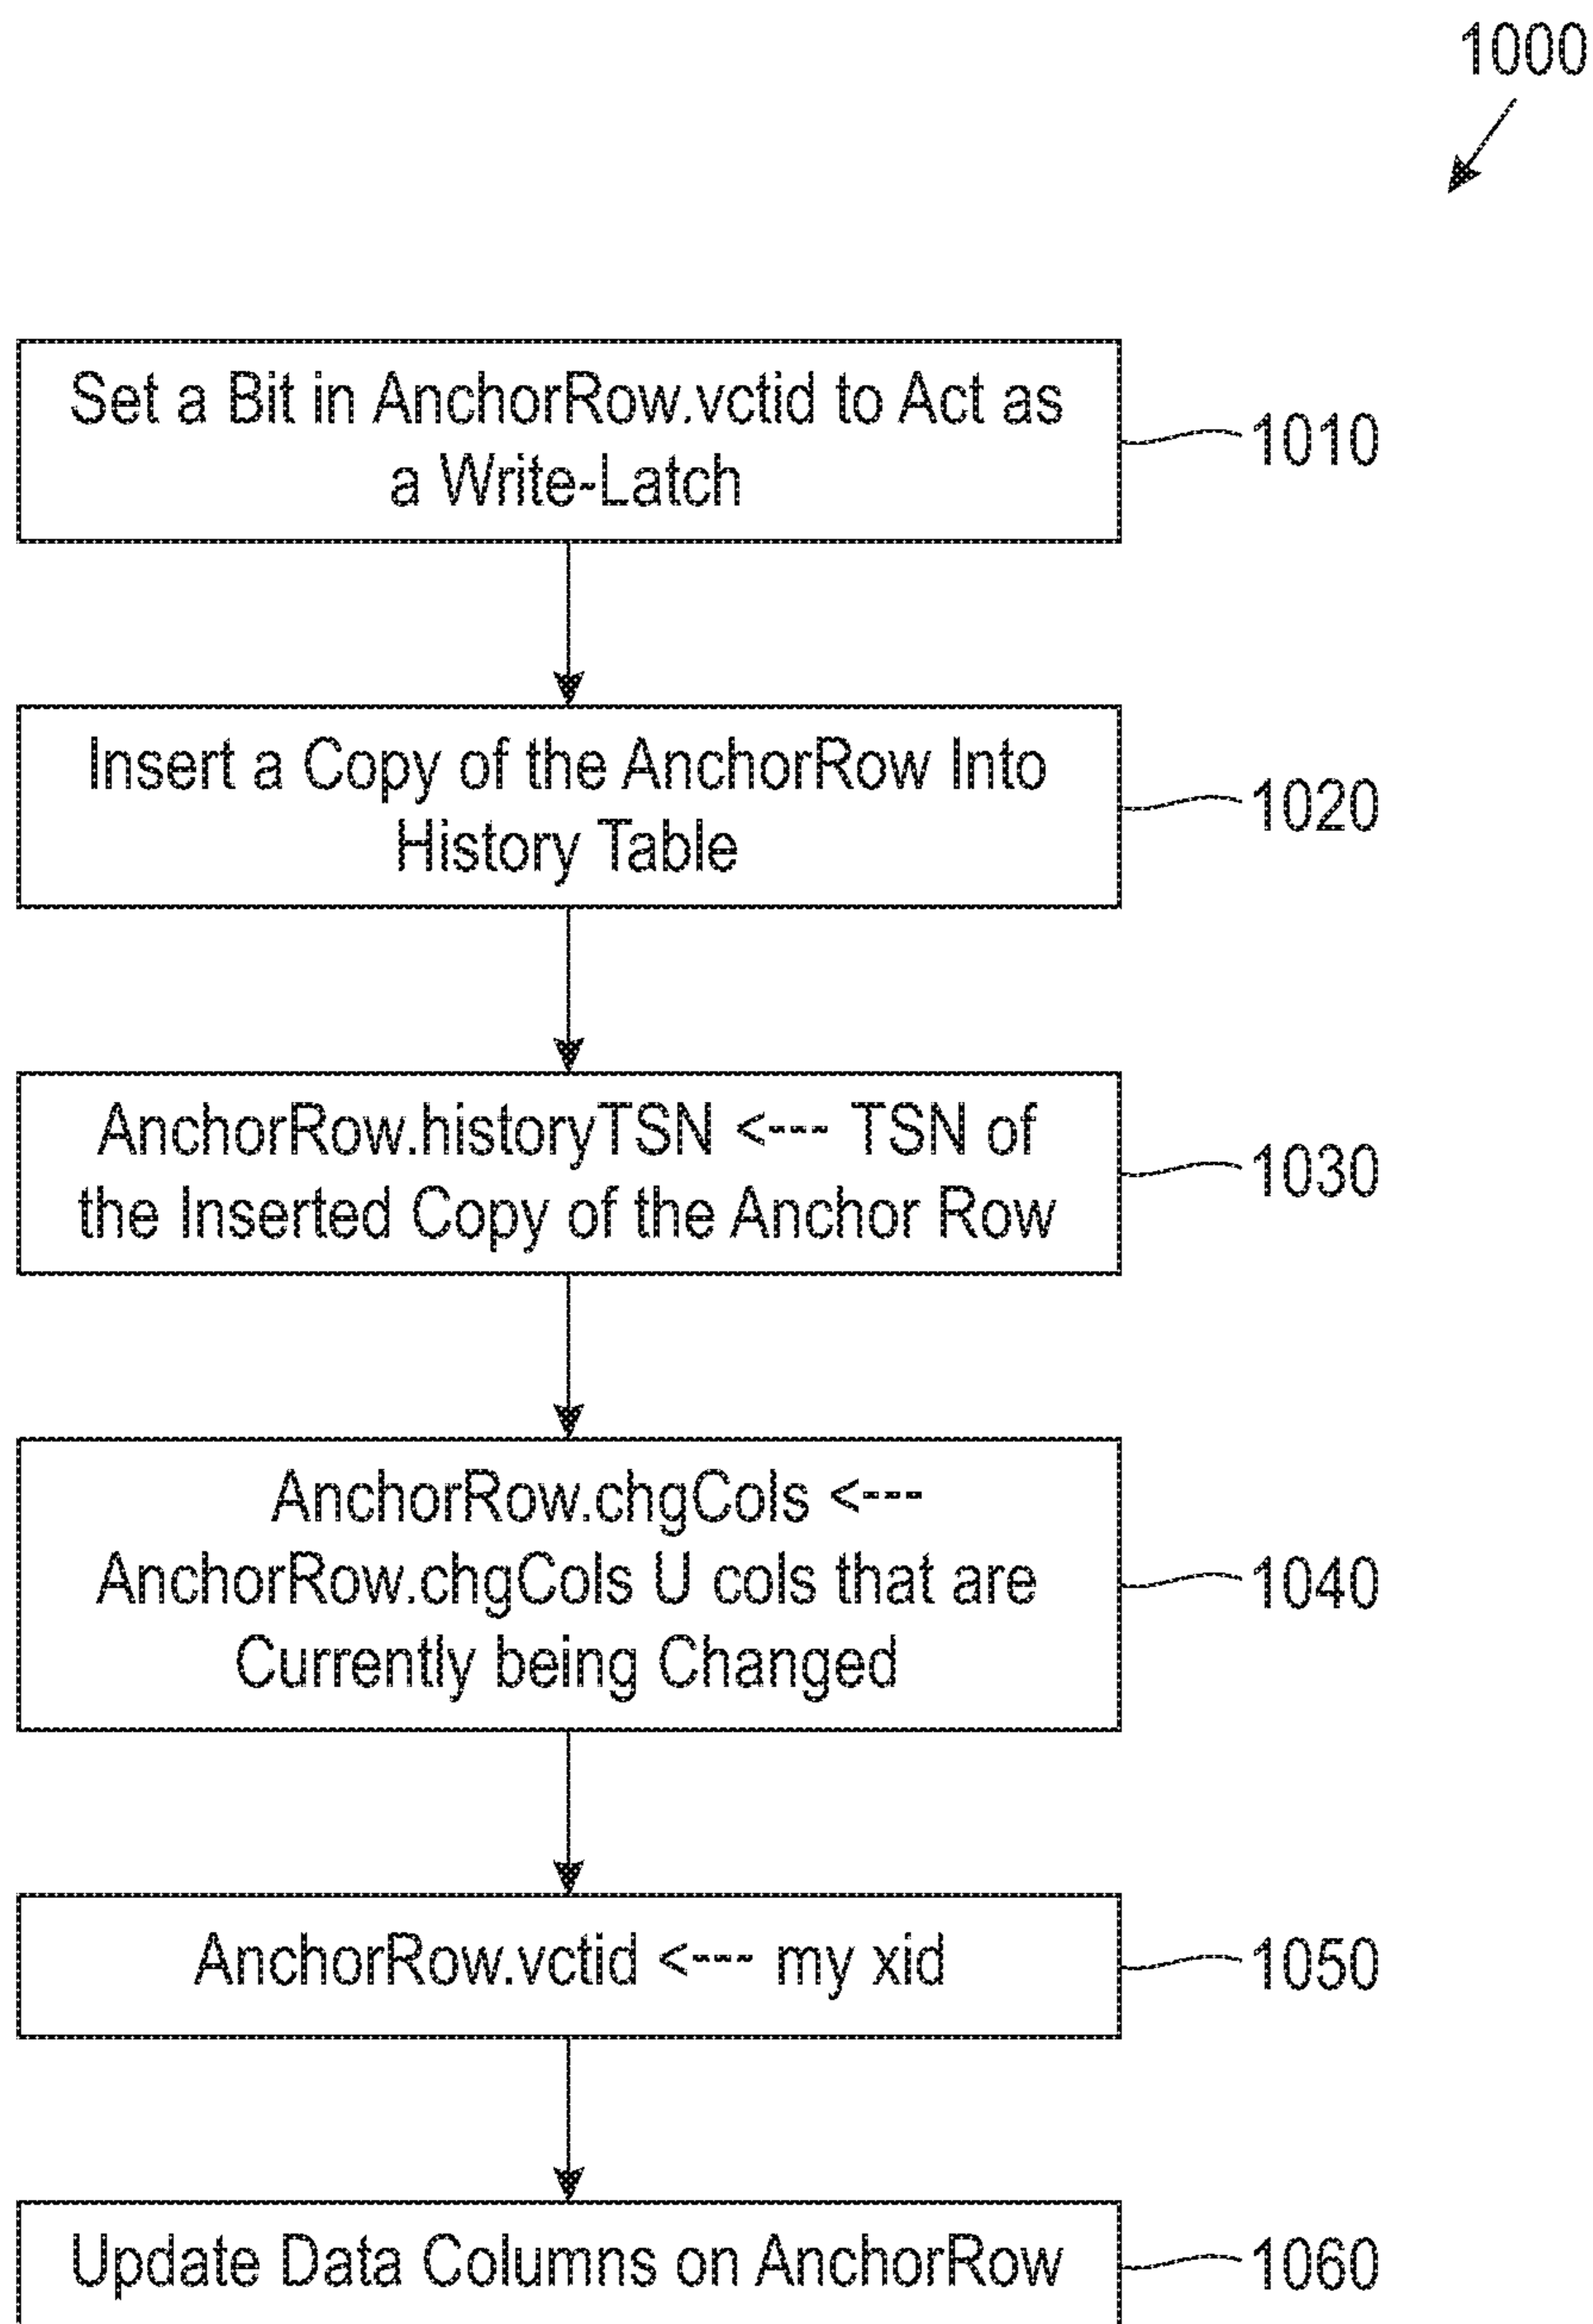 1000
Set a Bit in AnchorRow.vctid to Act as
a Write-Latch
1010
Insert a Copy of the AnchorRow Into
History Table
1020
AnchorRow.historyTSN <--- TSN of
the Inserted Copy of the Anchor Row
1030
AnchorRow.chgCols <---
AnchorRow.chgCols U cols that are
Currently being Changed
1040
AnchorRow.vctid <--- my xid
1050
Update Data Columns on AnchorRow
1060